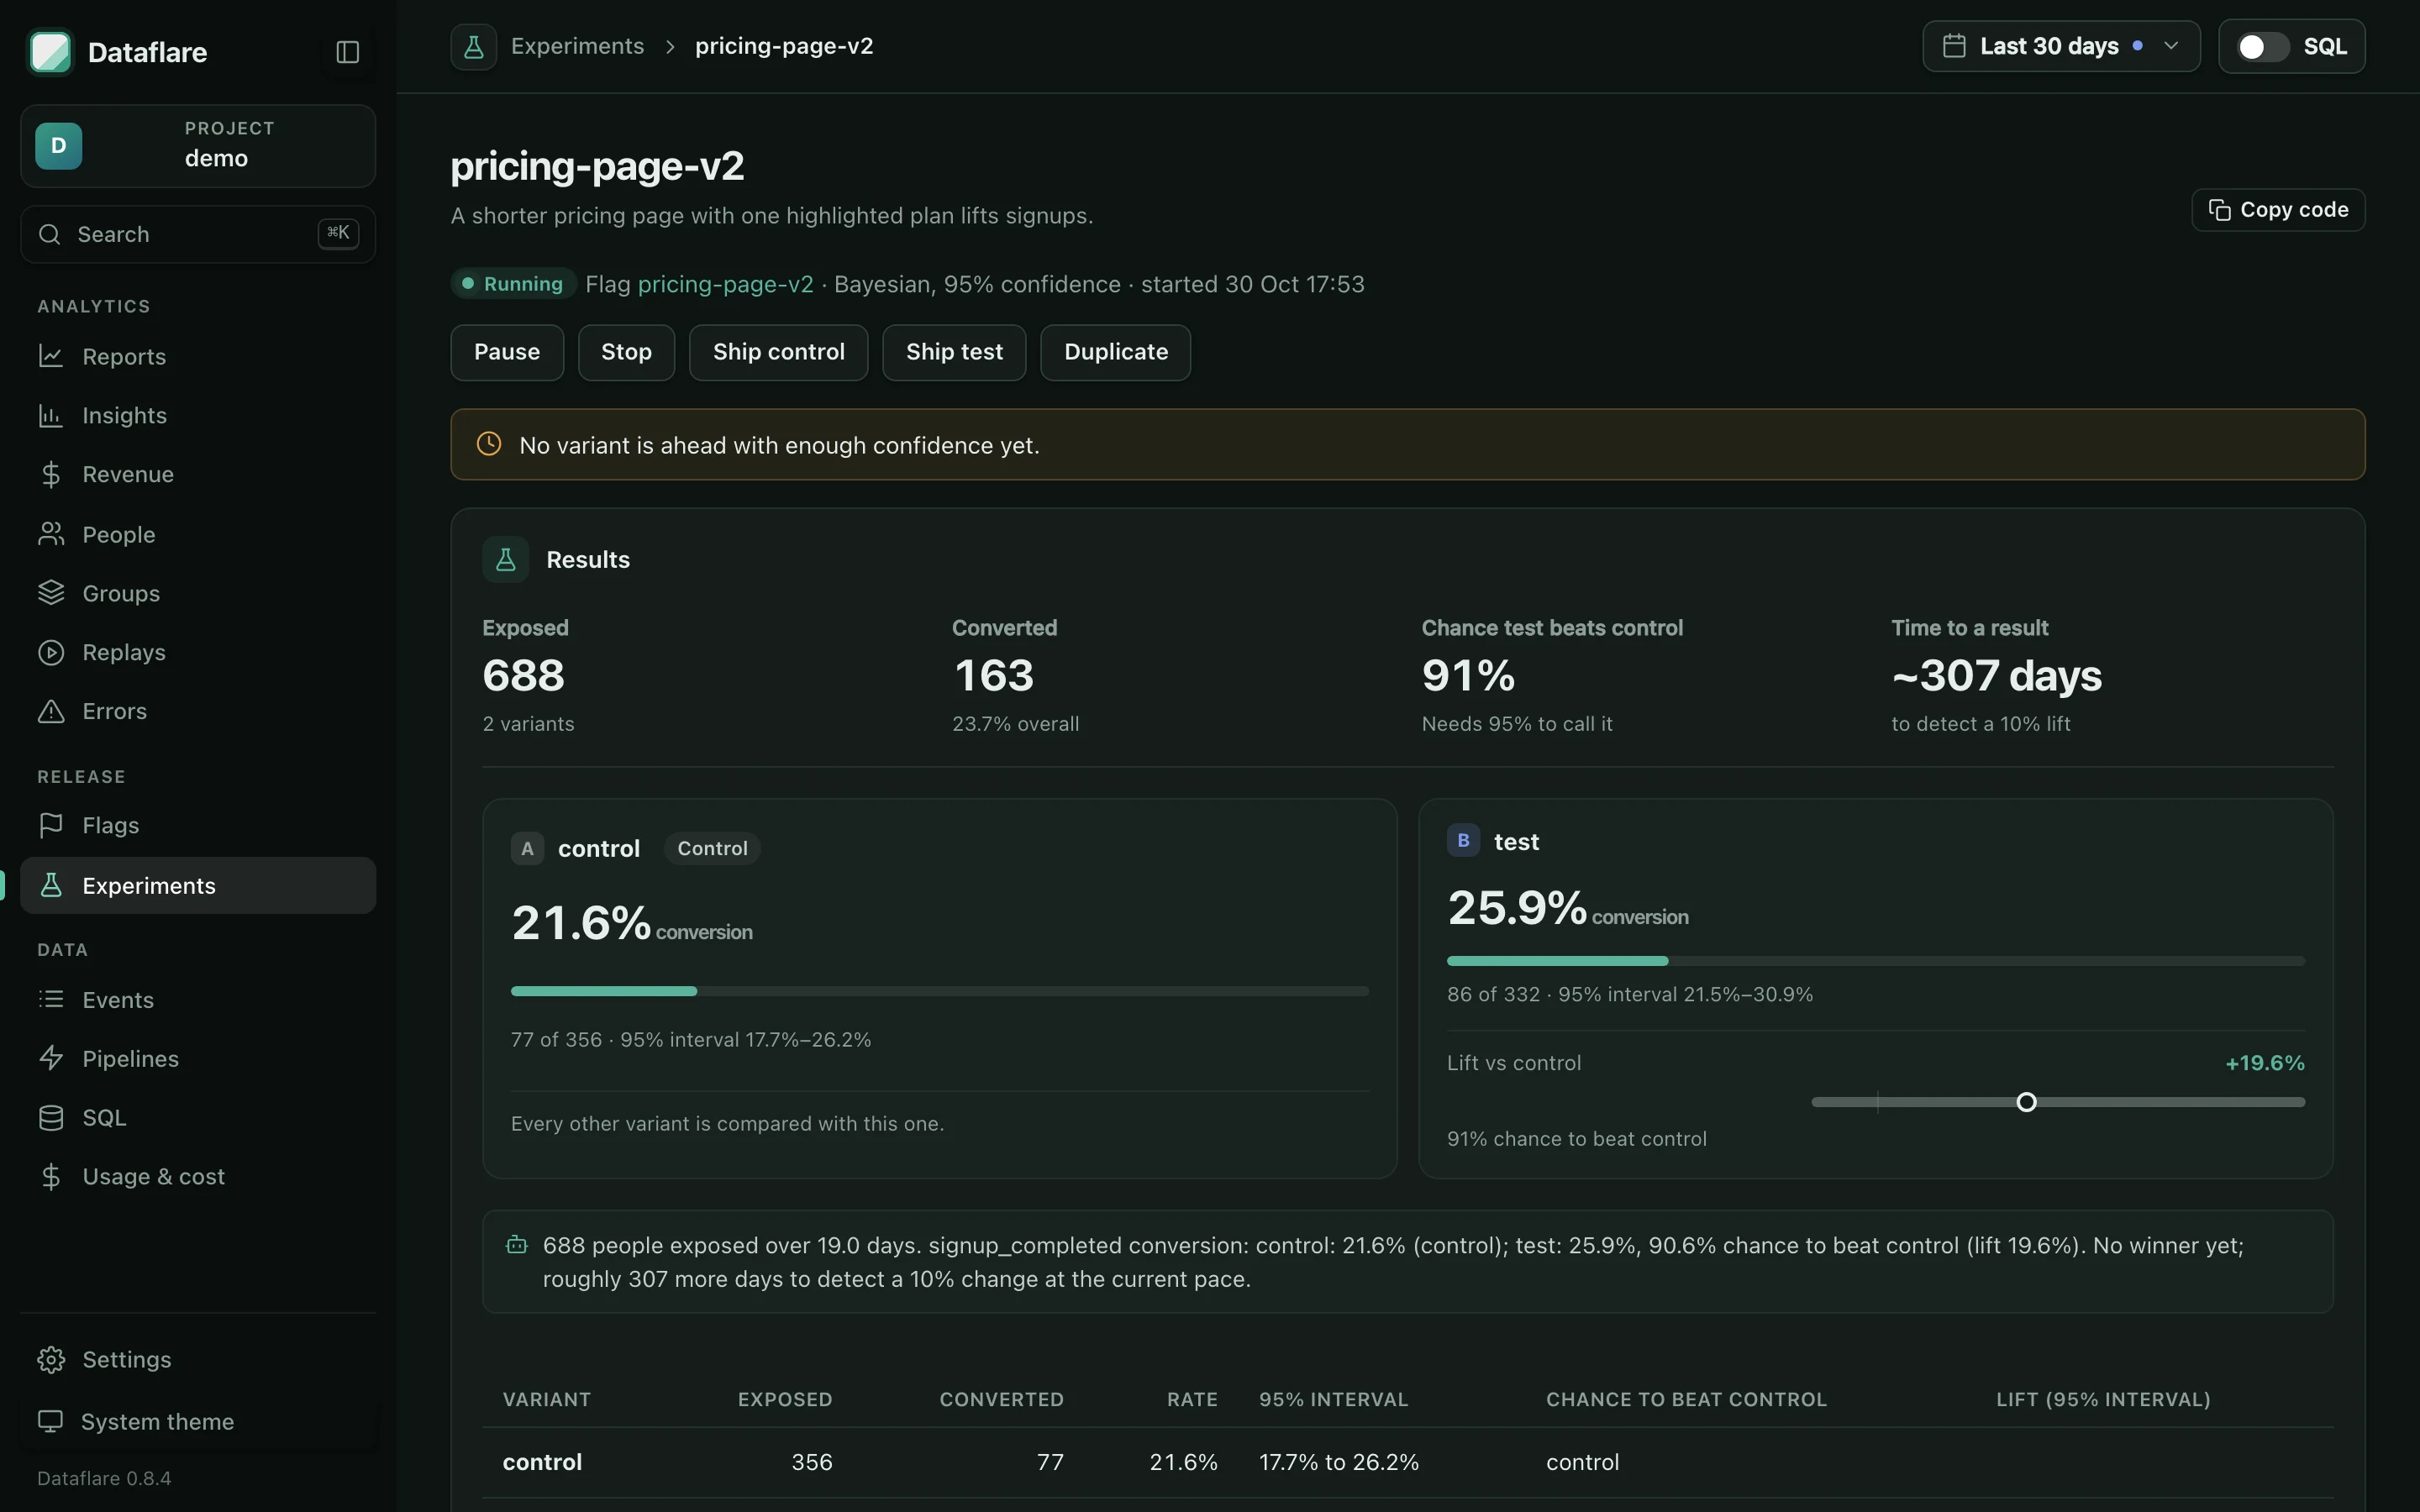 Dataflare
D
PROJECT
demo
Search
⌘K
ANALYTICS
Reports
Insights
Revenue
People
Groups
Replays
Errors
RELEASE
Flags
Experiments
DATA
Events
Pipelines
SQL
Usage & cost
Settings
System theme
Dataflare 0.8.4
Experiments > pricing-page-v2
Last 30 days
SQL
pricing-page-v2
A shorter pricing page with one highlighted plan lifts signups.
Copy code
Running Flag pricing-page-v2 · Bayesian, 95% confidence · started 30 Oct 17:53
Pause Stop Ship control Ship test Duplicate
No variant is ahead with enough confidence yet.
Results
Exposed
688
2 variants
Converted
163
23.7% overall
Chance test beats control
91%
Needs 95% to call it
Time to a result
~307 days
to detect a 10% lift
A control Control
21.6% conversion
77 of 356 · 95% interval 17.7%–26.2%
Every other variant is compared with this one.
B test
25.9% conversion
86 of 332 · 95% interval 21.5%–30.9%
Lift vs control +19.6%
91% chance to beat control
688 people exposed over 19.0 days. signup_completed conversion: control: 21.6% (control); test: 25.9%, 90.6% chance to beat control (lift 19.6%). No winner yet;
roughly 307 more days to detect a 10% change at the current pace.
VARIANT EXPOSED CONVERTED RATE 95% INTERVAL CHANCE TO BEAT CONTROL LIFT (95% INTERVAL)
control 356 77 21.6% 17.7% to 26.2% control